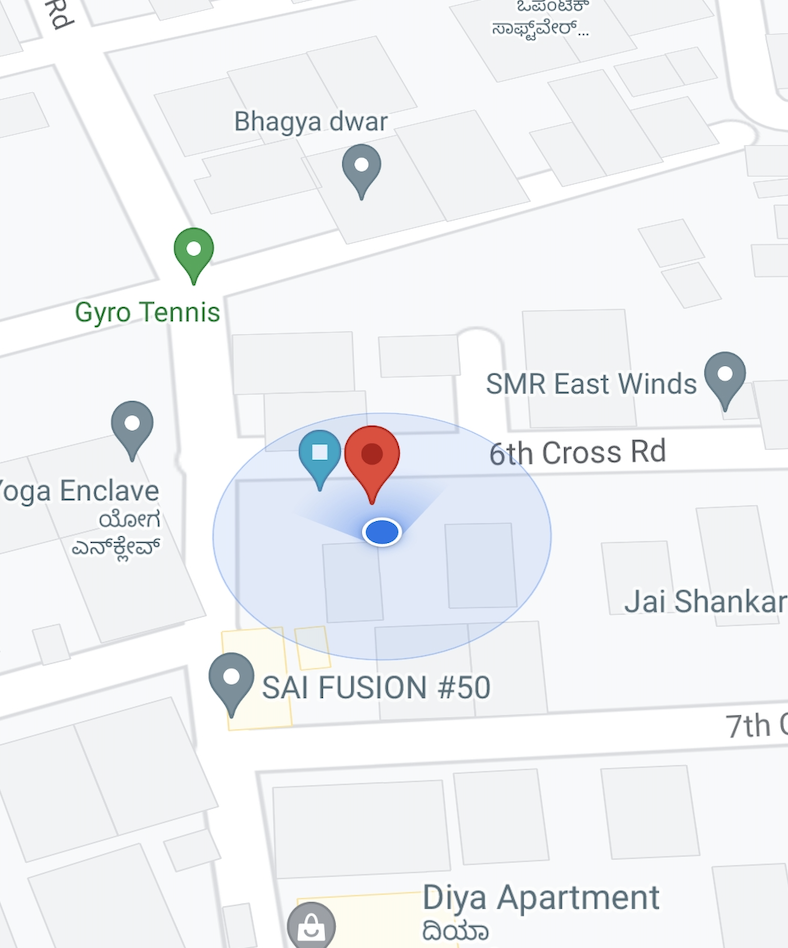 Rd
ಒಪಂಟಿಕ್
ಸಾಫ್ಟ್‌ವೇರ್...
Bhagya dwar
Gyro Tennis
SMR East Winds
6th Cross Rd
Yoga Enclave
ಯೋಗ
ಎನ್‌ಕ್ಲೇವ್
Jai Shankar
SAI FUSION #50
7th C
Diya Apartment
ದಿಯಾ